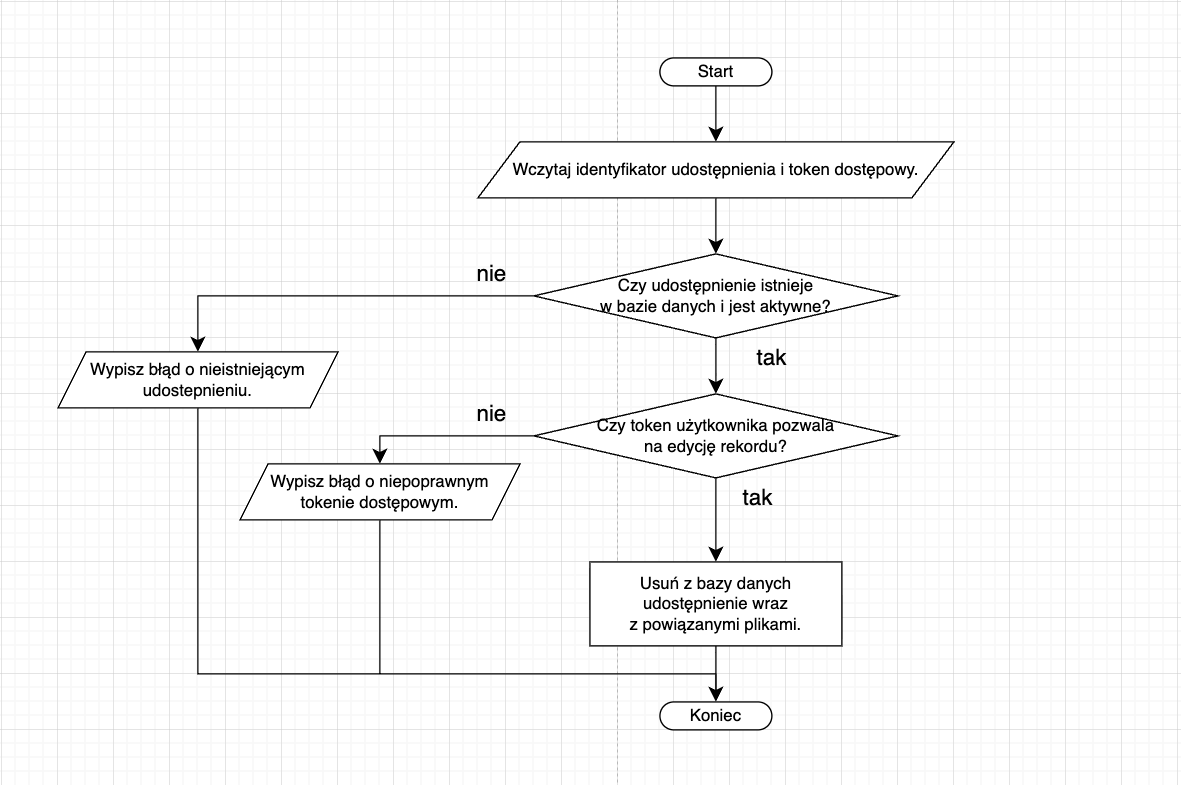 Start
Wczytaj identyfikator udostępnienia i token dostępowy.
nie
Czy udostępnienie istnieje
w bazie danych i jest aktywne?
tak
Wypisz błąd o nieistniejącym
udostepnieniu.
nie
Czy token użytkownika pozwala
na edycję rekordu?
tak
Wypisz błąd o niepoprawnym
tokenie dostępowym.
Usuń z bazy danych
udostępnienie wraz
z powiązanymi plikami.
Koniec